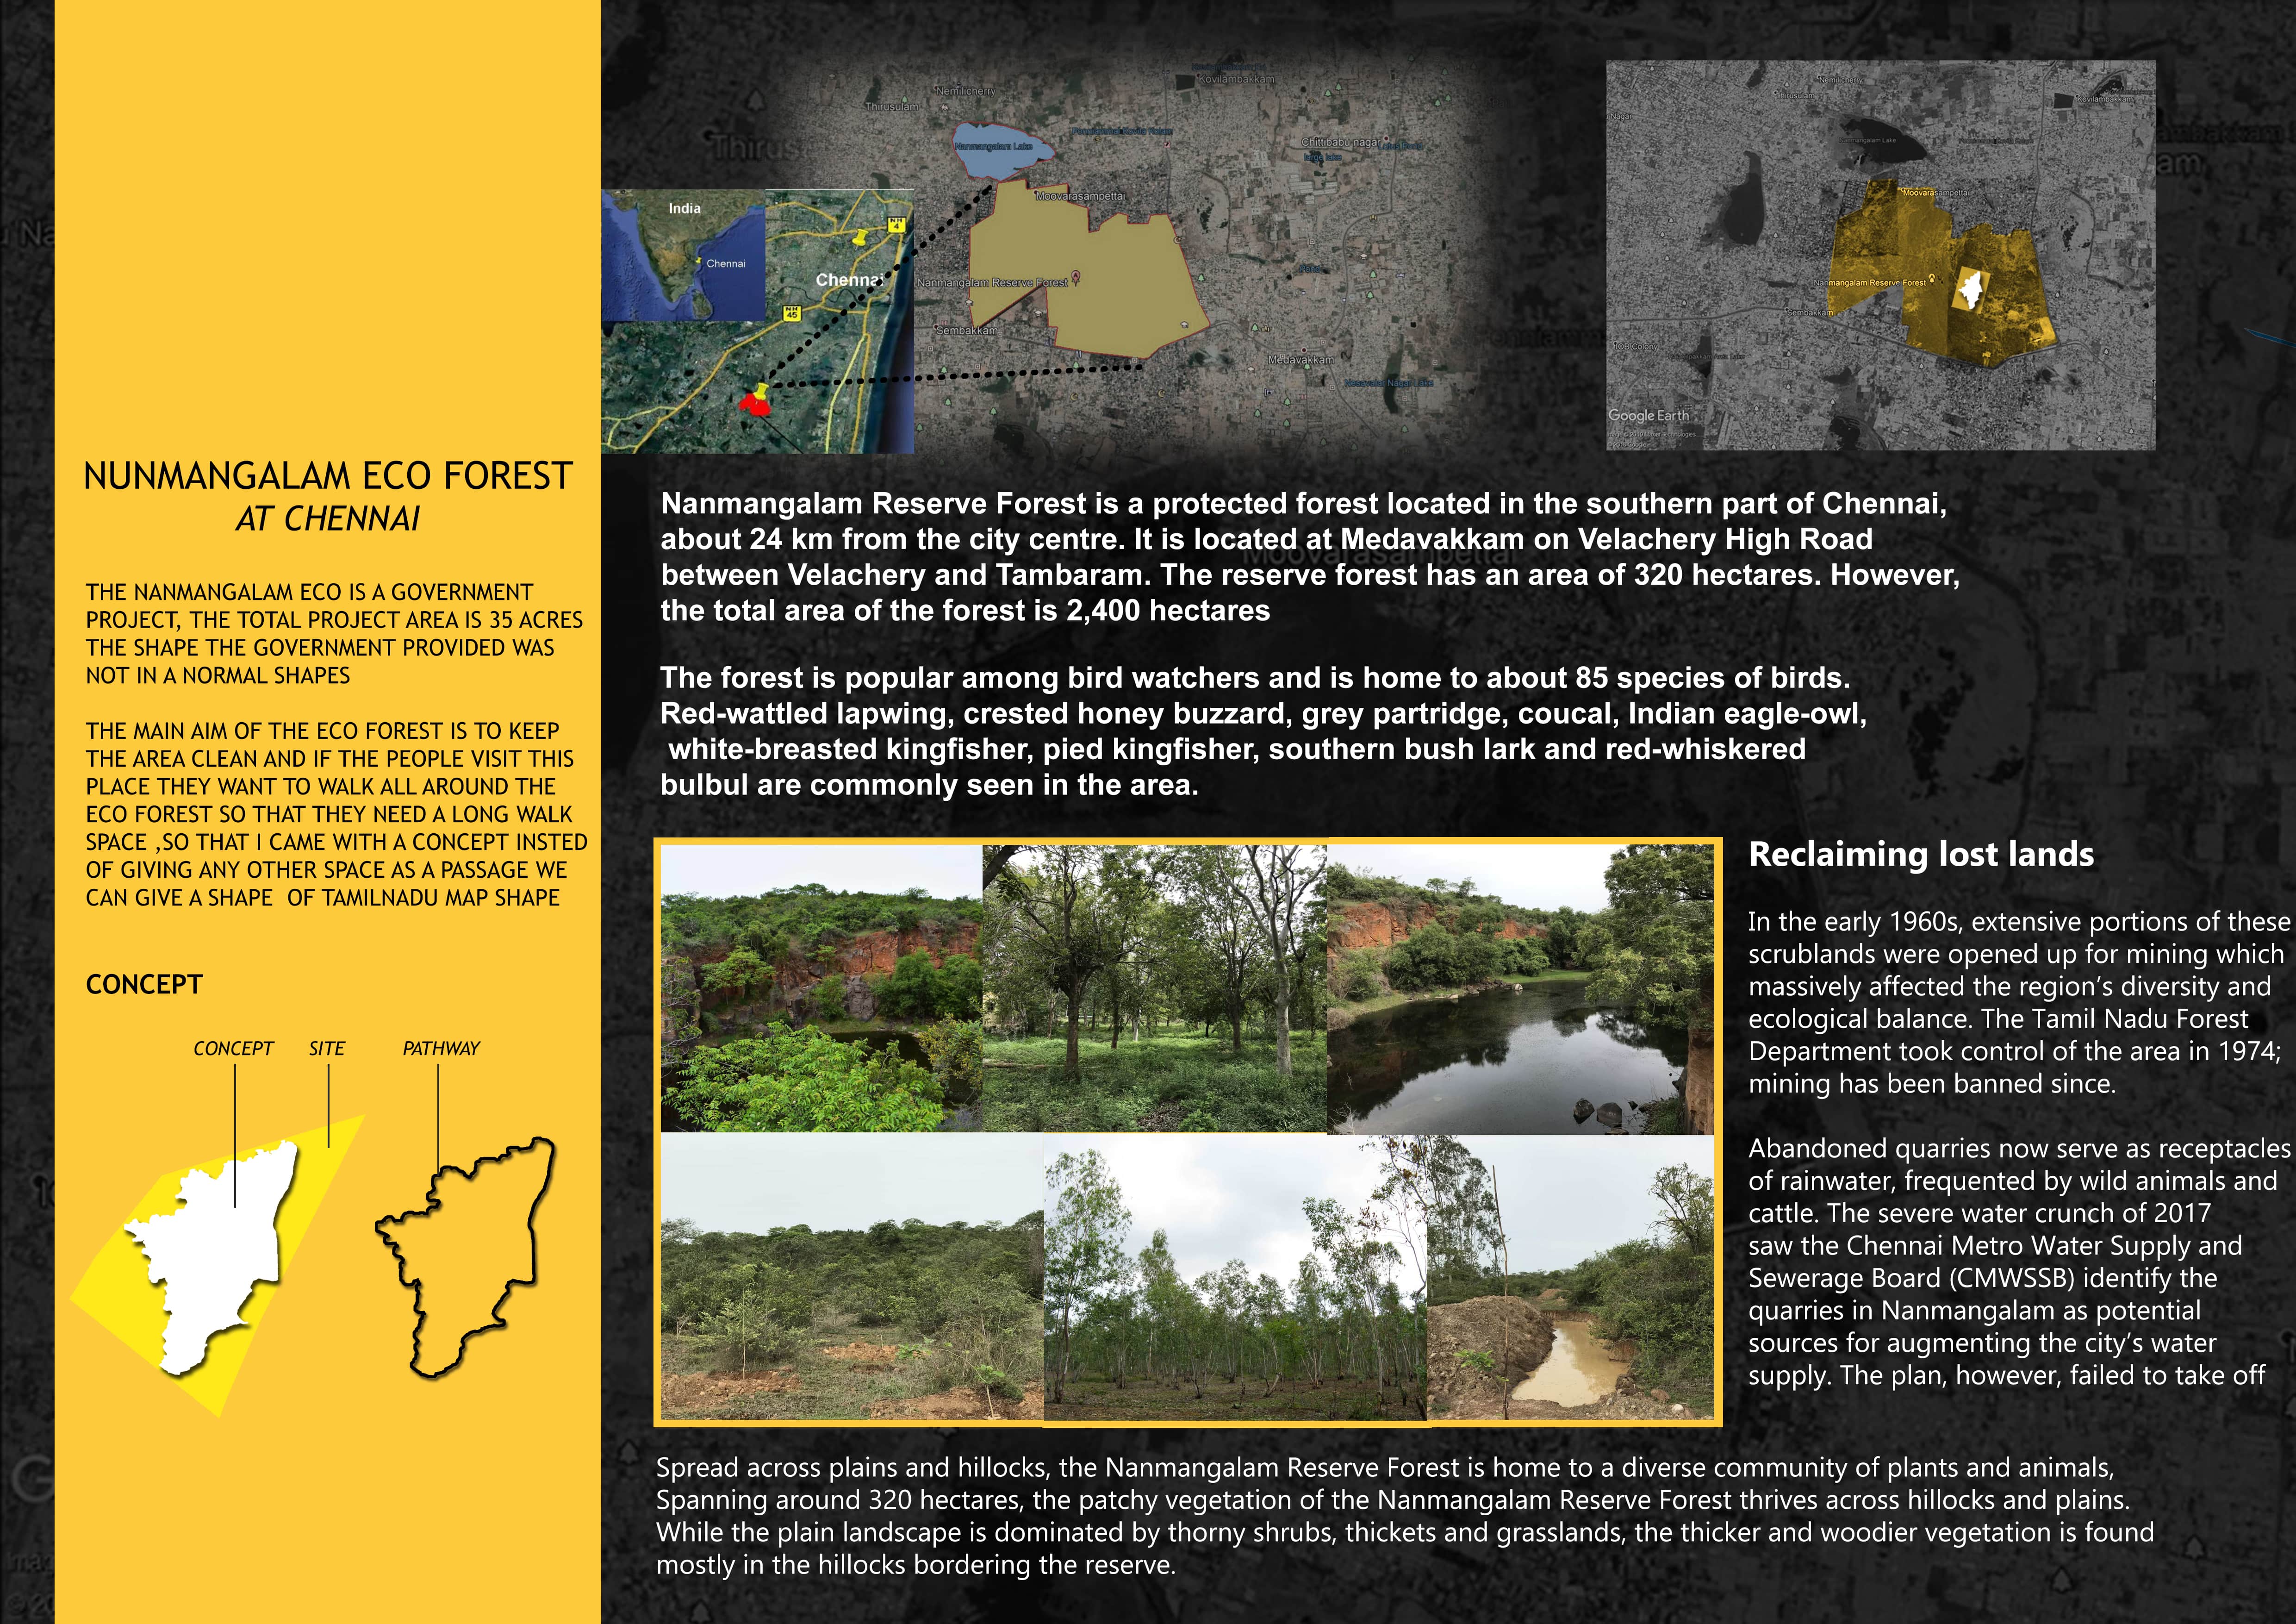 NUNMANGALAM ECO FOREST
AT CHENNAI
THE NANMANGALAM ECO IS A GOVERNMENT
PROJECT, THE TOTAL PROJECT AREA IS 35 ACRES
THE SHAPE THE GOVERNMENT PROVIDED WAS
NOT IN A NORMAL SHAPES
THE MAIN AIM OF THE ECO FOREST IS TO KEEP
THE AREA CLEAN AND IF THE PEOPLE VISIT THIS
PLACE THEY WANT TO WALK ALL AROUND THE
ECO FOREST SO THAT THEY NEED A LONG WALK
SPACE ,SO THAT I CAME WITH A CONCEPT INSTED
OF GIVING ANY OTHER SPACE AS A PASSAGE WE
CAN GIVE A SHAPE OF TAMILNADU MAP SHAPE
CONCEPT
CONCEPT SITE PATHWAY
India
Chennai
Chennai
NH 4
NH 45
Thirusulam
Nemilicherry
Kovilambakkam
Nanmangalam Lake
Chittibabu nagar
Moovarasampettai
Nanmangalam Reserve Forest
Sembakkam
Medavakkam
Moovarasampettai
Nanmangalam Reserve Forest
Sembakkam
Kovilambakkam
Google Earth
Nanmangalam Reserve Forest is a protected forest located in the southern part of Chennai,
about 24 km from the city centre. It is located at Medavakkam on Velachery High Road
between Velachery and Tambaram. The reserve forest has an area of 320 hectares. However,
the total area of the forest is 2,400 hectares
The forest is popular among bird watchers and is home to about 85 species of birds.
Red-wattled lapwing, crested honey buzzard, grey partridge, coucal, Indian eagle-owl,
white-breasted kingfisher, pied kingfisher, southern bush lark and red-whiskered
bulbul are commonly seen in the area.
Reclaiming lost lands
In the early 1960s, extensive portions of these
scrublands were opened up for mining which
massively affected the region’s diversity and
ecological balance. The Tamil Nadu Forest
Department took control of the area in 1974;
mining has been banned since.
Abandoned quarries now serve as receptacles
of rainwater, frequented by wild animals and
cattle. The severe water crunch of 2017
saw the Chennai Metro Water Supply and
Sewerage Board (CMWSSB) identify the
quarries in Nanmangalam as potential
sources for augmenting the city’s water
supply. The plan, however, failed to take off
Spread across plains and hillocks, the Nanmangalam Reserve Forest is home to a diverse community of plants and animals,
Spanning around 320 hectares, the patchy vegetation of the Nanmangalam Reserve Forest thrives across hillocks and plains.
While the plain landscape is dominated by thorny shrubs, thickets and grasslands, the thicker and woodier vegetation is found
mostly in the hillocks bordering the reserve.